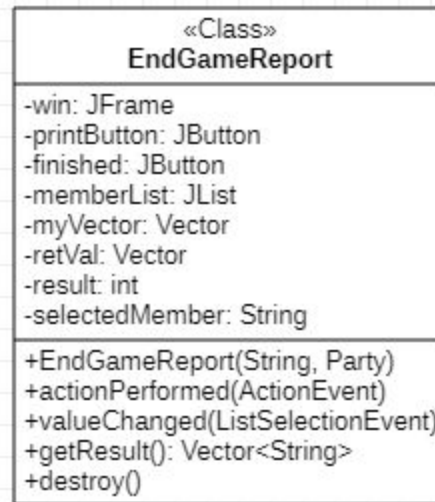 «Class»
EndGameReport
-win: JFrame
-printButton: JButton
-finished: JButton
-memberList: JList
-myVector: Vector
-retVal: Vector
-result: int
-selectedMember: String
+EndGameReport(String, Party)
+actionPerformed(ActionEvent)
+valueChanged(ListSelectionEvent)
+getResult(): Vector<String>
+destroy()